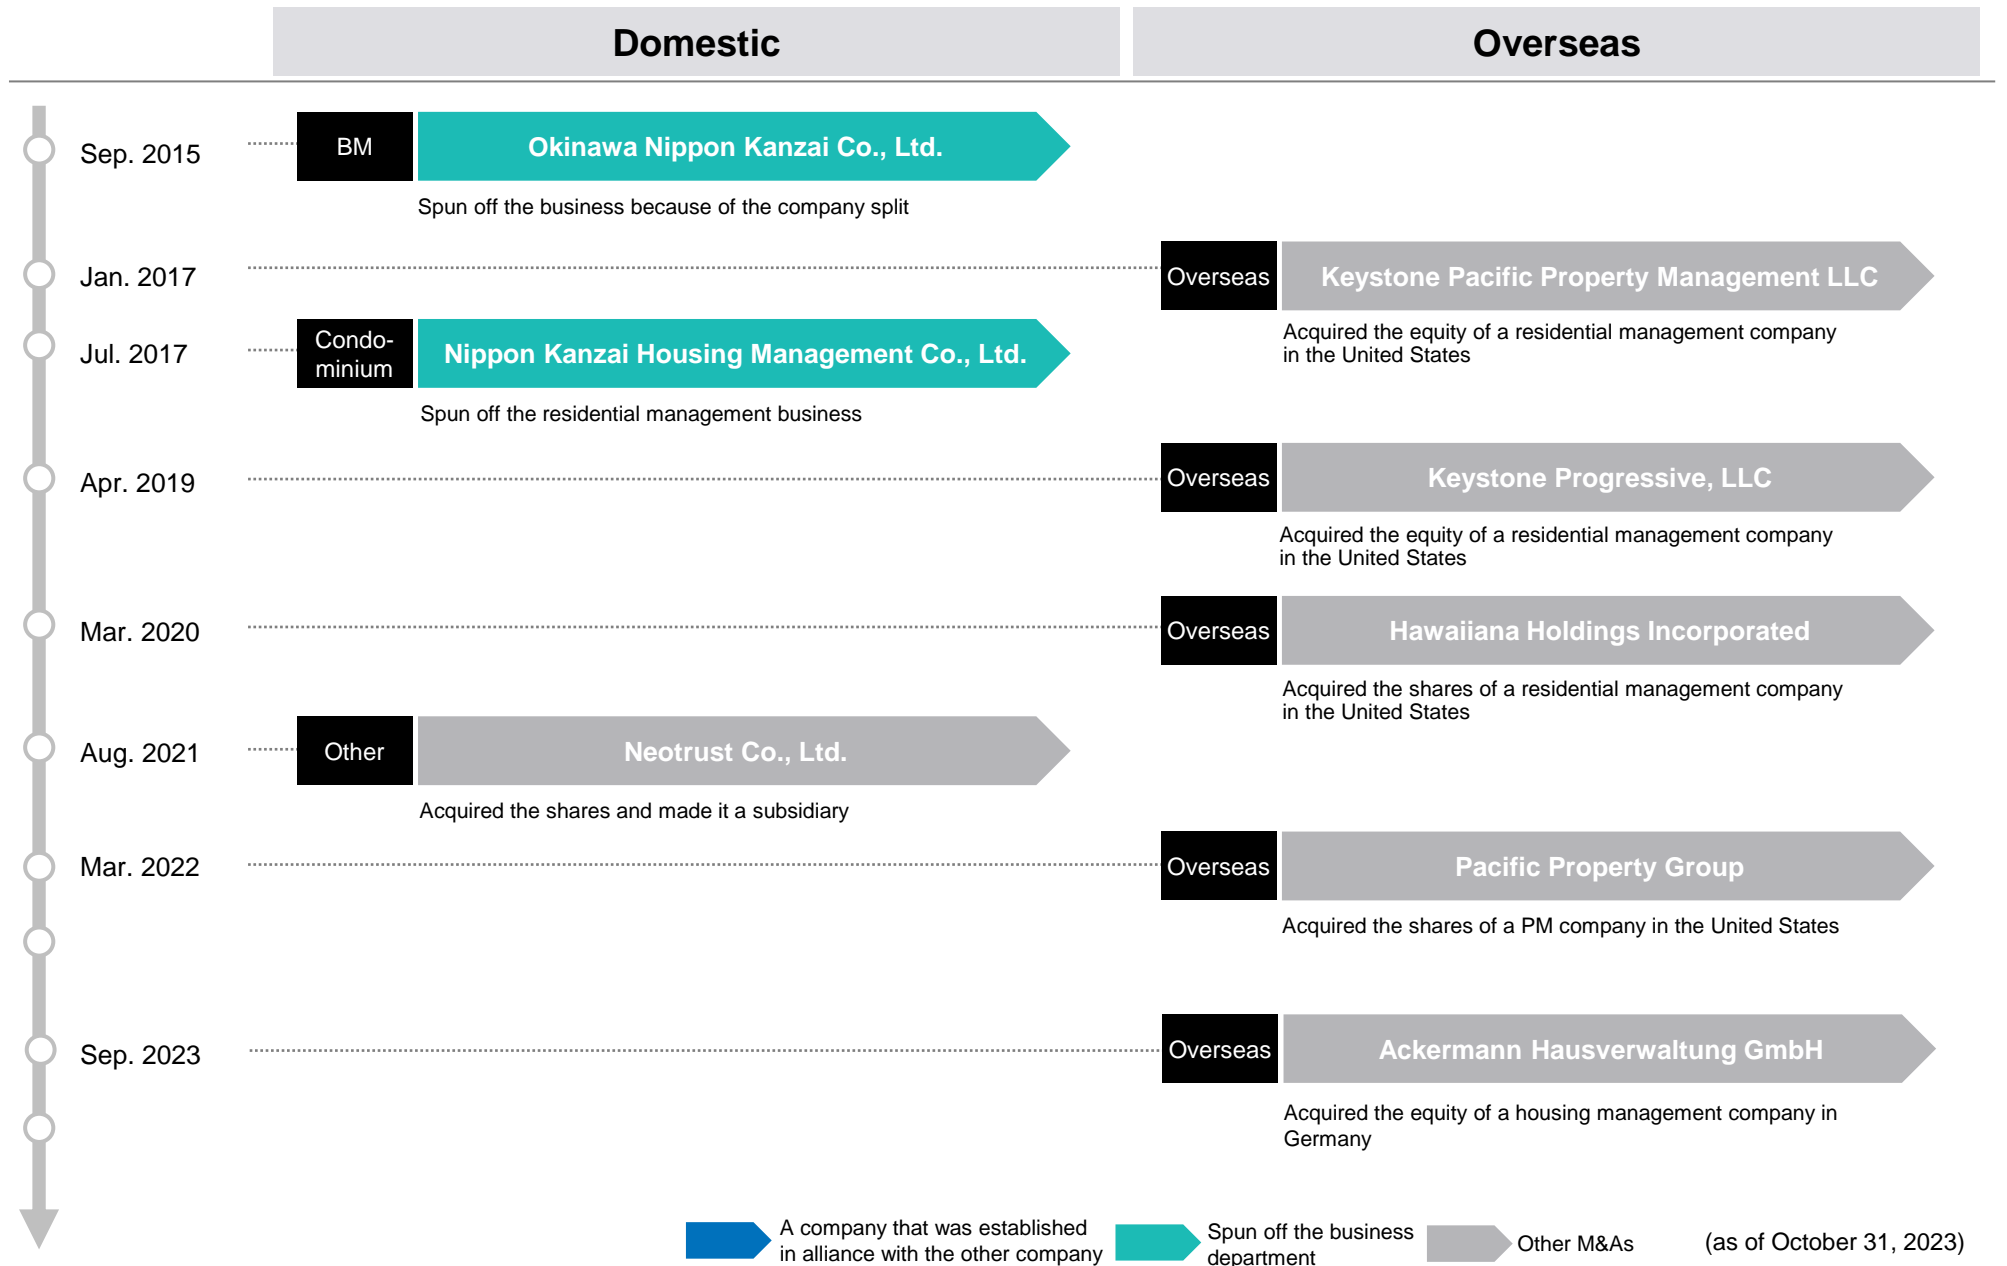 Domestic
Overseas
Sep. 2015
BM
Okinawa Nippon Kanzai Co., Ltd.
Spun off the business because of the company split
Jan. 2017
Overseas
Keystone Pacific Property Management LLC
Acquired the equity of a residential management company
in the United States
Jul. 2017
Condo-
minium
Nippon Kanzai Housing Management Co., Ltd.
Spun off the residential management business
Apr. 2019
Overseas
Keystone Progressive, LLC
Acquired the equity of a residential management company
in the United States
Mar. 2020
Overseas
Hawaiiana Holdings Incorporated
Acquired the shares of a residential management company
in the United States
Aug. 2021
Other
Neotrust Co., Ltd.
Acquired the shares and made it a subsidiary
Mar. 2022
Overseas
Pacific Property Group
Acquired the shares of a PM company in the United States
Sep. 2023
Overseas
Ackermann Hausverwaltung GmbH
Acquired the equity of a housing management company in
Germany
A company that was established
in alliance with the other company
Spun off the business
department
Other M&As
(as of October 31, 2023)